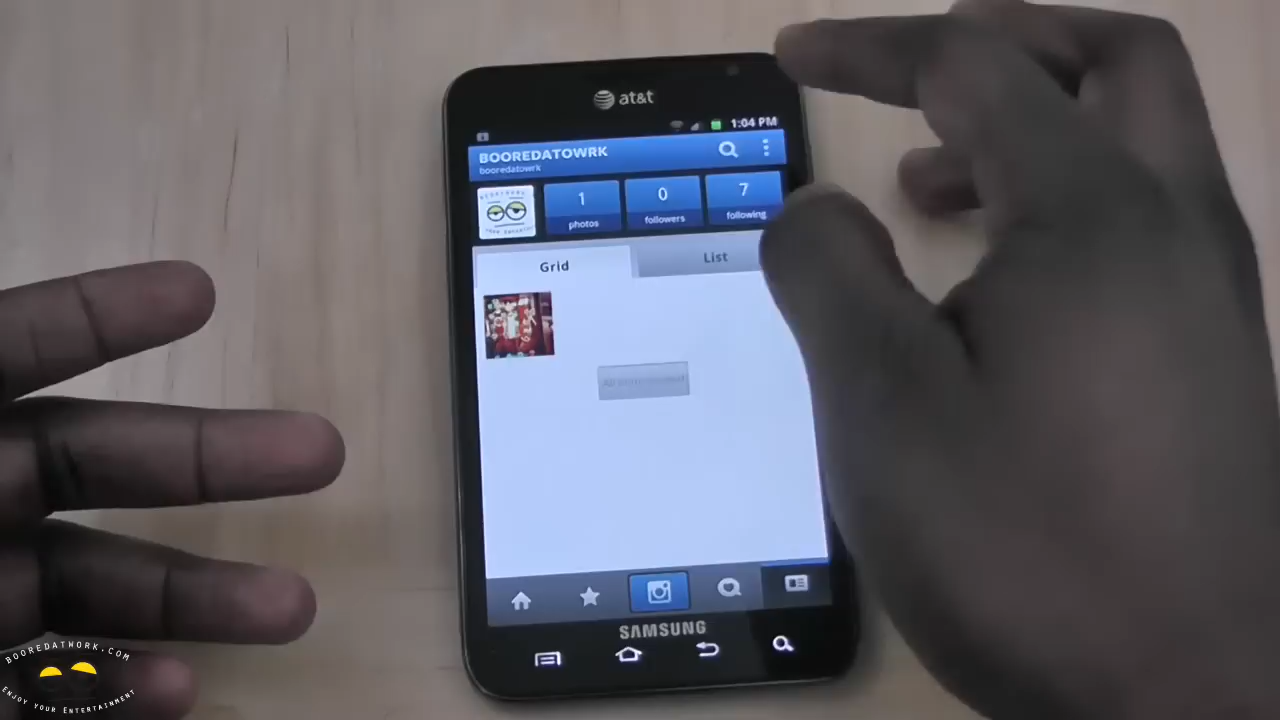 at&t
1:04 PM
BOOREDATOWRK
booredatowrk
1
photos
0
followers
7
following
Grid
List
SAMSUNG
BOOREDATWORK.COM
ENJOY YOUR ENTERTAINMENT